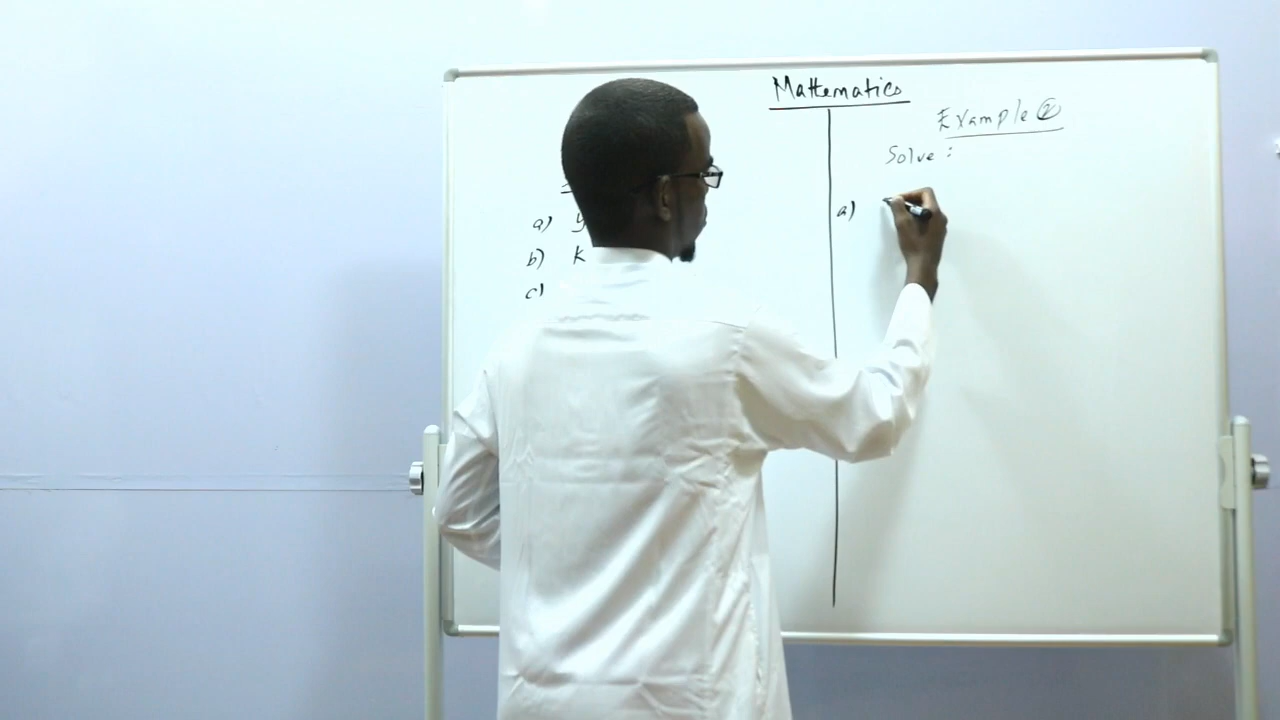 Mathematics
a) y
b) k
c)
Example ②
Solve :
a)